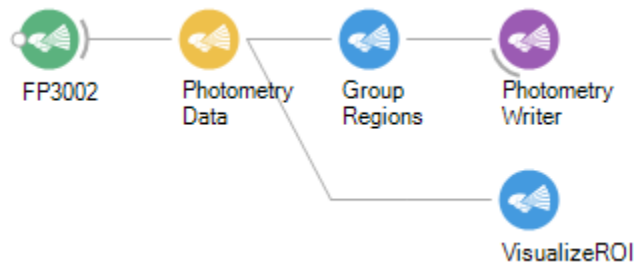 FP3002
Photometry
Data
Group
Regions
Photometry
Writer
VisualizeROI